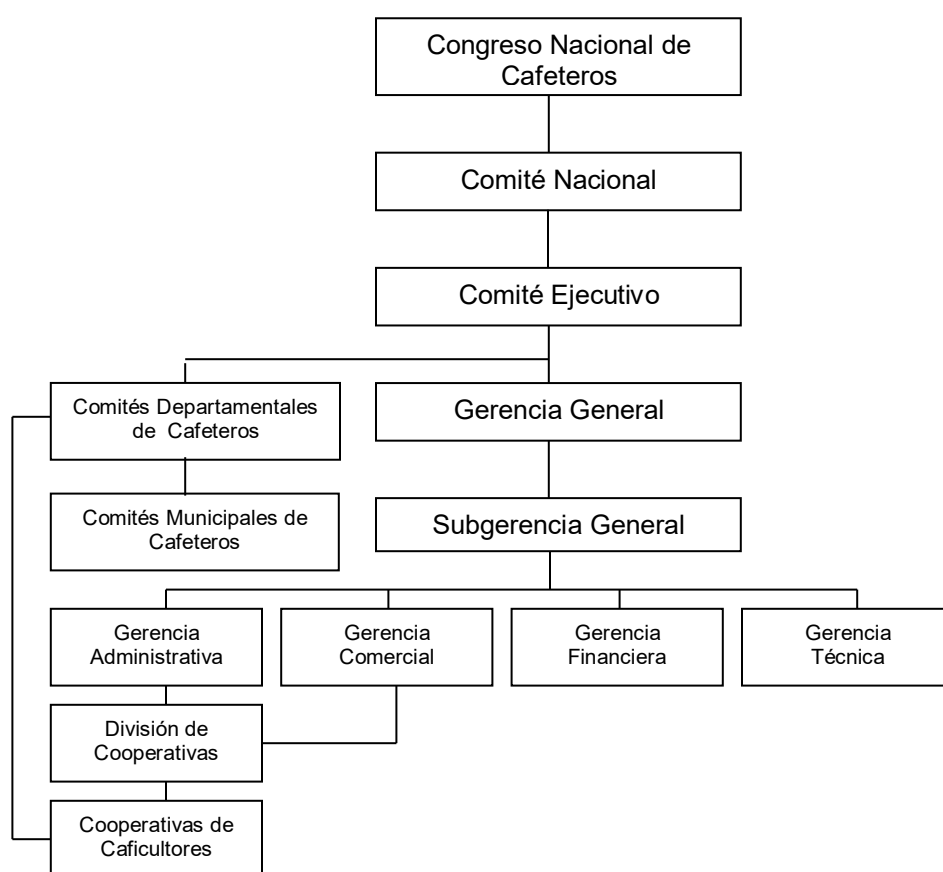 Congreso Nacional de
Cafeteros
Comité Nacional
Comité Ejecutivo
Comités Departamentales
de Cafeteros
Gerencia General
Comités Municipales de
Cafeteros
Subgerencia General
Gerencia
Administrativa
Gerencia
Comercial
Gerencia
Financiera
Gerencia
Técnica
División de
Cooperativas
Cooperativas de
Caficultores